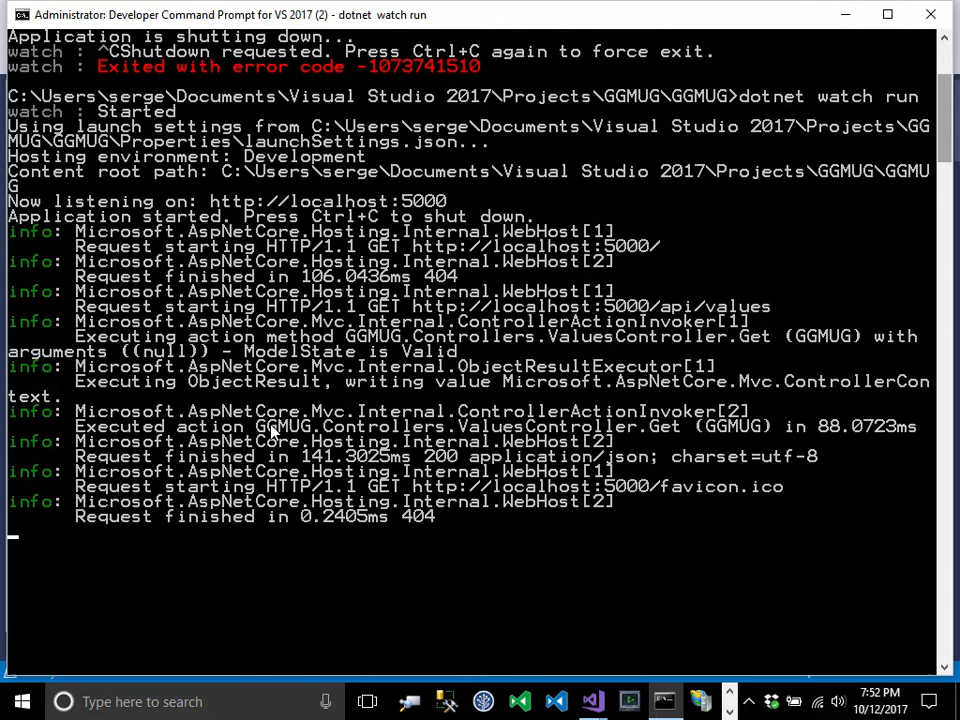 Administrator: Developer Command Prompt for VS 2017 (2) - dotnet  watch run
Application is shutting down...
watch : ^CShutdown requested. Press Ctrl+C again to force exit.
watch : Exited with error code -1073741510
C:\Users\serge\Documents\Visual Studio 2017\Projects\GGMUG\GGMUG>dotnet watch run
watch : Started
Using launch settings from C:\Users\serge\Documents\Visual Studio 2017\Projects\GG
MUG\GGMUG\Properties\launchSettings.json...
Hosting environment: Development
Content root path: C:\Users\serge\Documents\Visual Studio 2017\Projects\GGMUG\GGMU
G
Now listening on: http://localhost:5000
Application started. Press Ctrl+C to shut down.
info: Microsoft.AspNetCore.Hosting.Internal.WebHost[1]
Request starting HTTP/1.1 GET http://localhost:5000/
info: Microsoft.AspNetCore.Hosting.Internal.WebHost[2]
Request finished in 106.0436ms 404
info: Microsoft.AspNetCore.Hosting.Internal.WebHost[1]
Request starting HTTP/1.1 GET http://localhost:5000/api/values
info: Microsoft.AspNetCore.Mvc.Internal.ControllerActionInvoker[1]
Executing action method GGMUG.Controllers.ValuesController.Get (GGMUG) with
arguments ((null)) - ModelState is Valid
info: Microsoft.AspNetCore.Mvc.Internal.ObjectResultExecutor[1]
Executing ObjectResult, writing value Microsoft.AspNetCore.Mvc.ControllerCon
text.
info: Microsoft.AspNetCore.Mvc.Internal.ControllerActionInvoker[2]
Executed action GGMUG.Controllers.ValuesController.Get (GGMUG) in 88.0723ms
info: Microsoft.AspNetCore.Hosting.Internal.WebHost[2]
Request finished in 141.3025ms 200 application/json; charset=utf-8
info: Microsoft.AspNetCore.Hosting.Internal.WebHost[1]
Request starting HTTP/1.1 GET http://localhost:5000/favicon.ico
info: Microsoft.AspNetCore.Hosting.Internal.WebHost[2]
Request finished in 0.2405ms 404
Type here to search
7:52 PM
10/12/2017